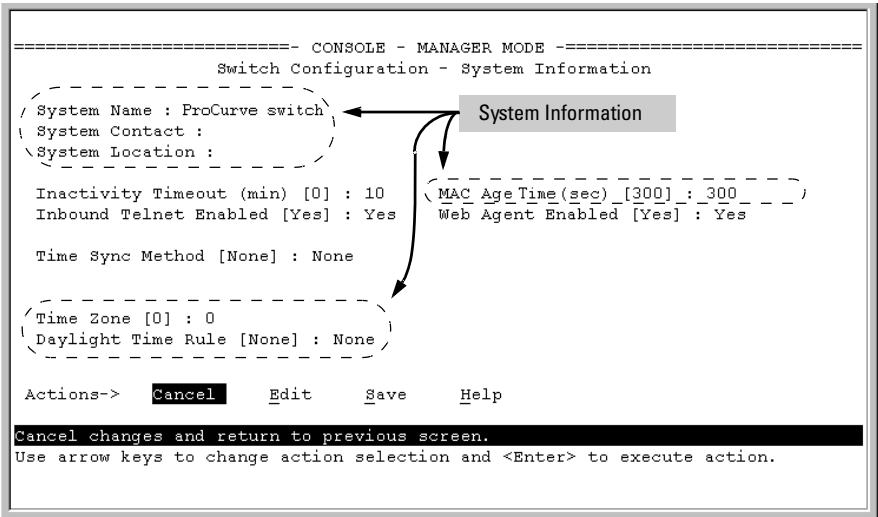 ==========================- CONSOLE - MANAGER MODE -============================
Switch Configuration - System Information
System Name : ProCurve switch
System Information
System Contact :
System Location :
Inactivity Timeout (min) [0] : 10 MAC Age Time(sec) [300] : 300
Inbound Telnet Enabled [Yes] : Yes Web Agent Enabled [Yes] : Yes
Time Sync Method [None] : None
Time Zone [0] : 0
Daylight Time Rule [None] : None
Actions-> Cancel Edit Save Help
Cancel changes and return to previous screen.
Use arrow keys to change action selection and <Enter> to execute action.